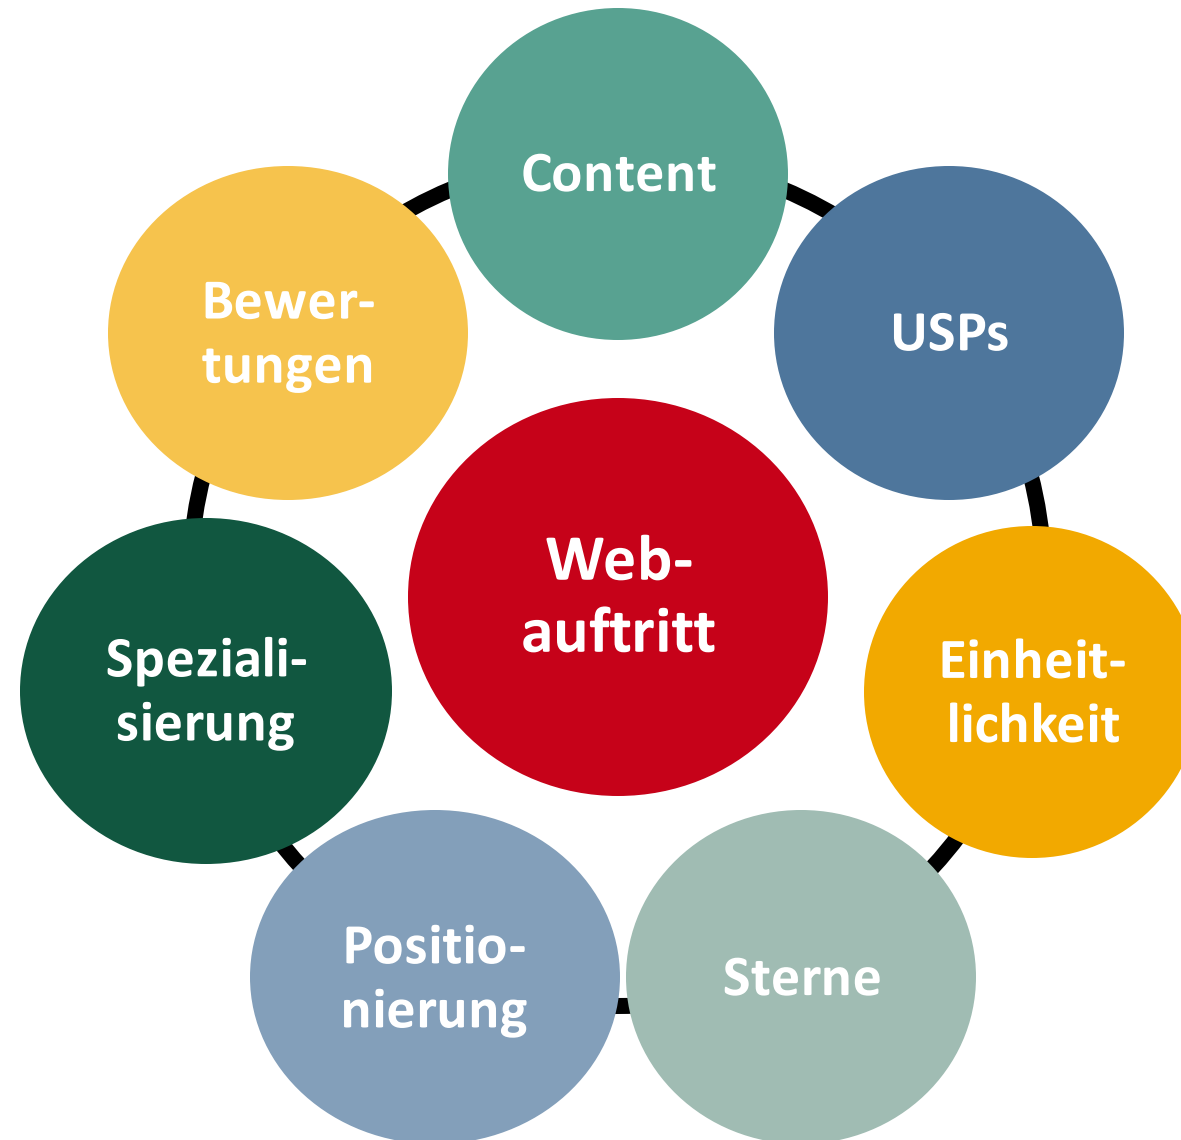 Content
Bewer-
tungen
USPs
Web-
auftritt
Speziali-
sierung
Einheit-
lichkeit
Positio-
nierung
Sterne